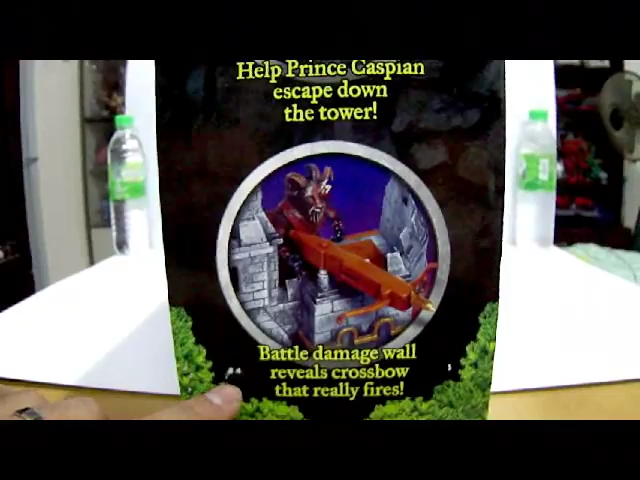 Help Prince Caspian
escape down
the tower!
Battle damage wall
reveals crossbow
that really fires!